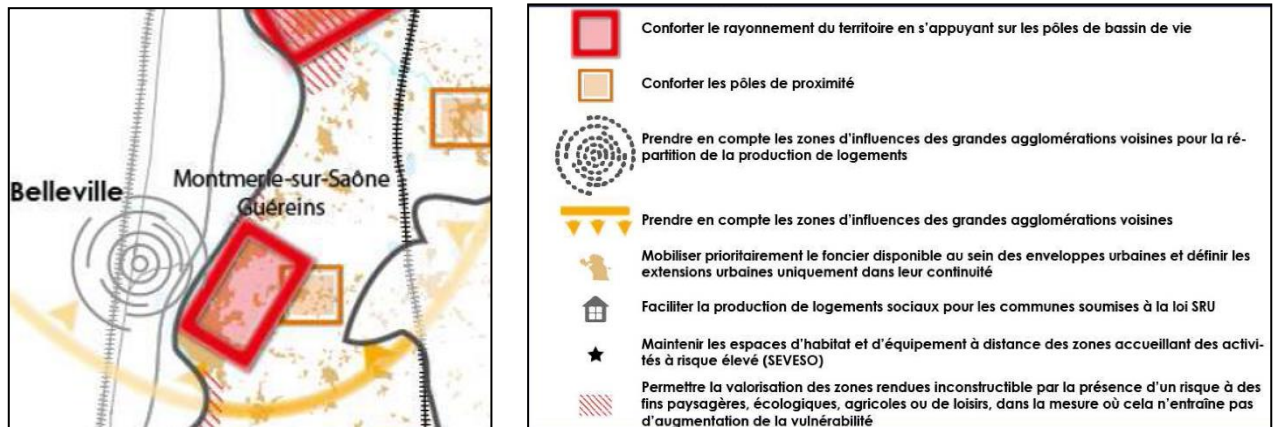 Belleville
Montmerle-sur-Saône
Guéreins
Conforter le rayonnement du territoire en s'appuyant sur les pôles de bassin de vie
Conforter les pôles de proximité
Prendre en compte les zones d'influences des grandes agglomérations voisines pour la ré-
partition de la production de logements
Prendre en compte les zones d'influences des grandes agglomérations voisines
Mobiliser prioritairement le foncier disponible au sein des enveloppes urbaines et définir les
extensions urbaines uniquement dans leur continuité
Faciliter la production de logements sociaux pour les communes soumises à la loi SRU
Maintenir les espaces d'habitat et d'équipement à distance des zones accueillant des activi-
tés à risque élevé (SEVESO)
Permettre la valorisation des zones rendues inconstructible par la présence d'un risque à des
fins paysagères, écologiques, agricoles ou de loisirs, dans la mesure où cela n'entraîne pas
d'augmentation de la vulnérabilité